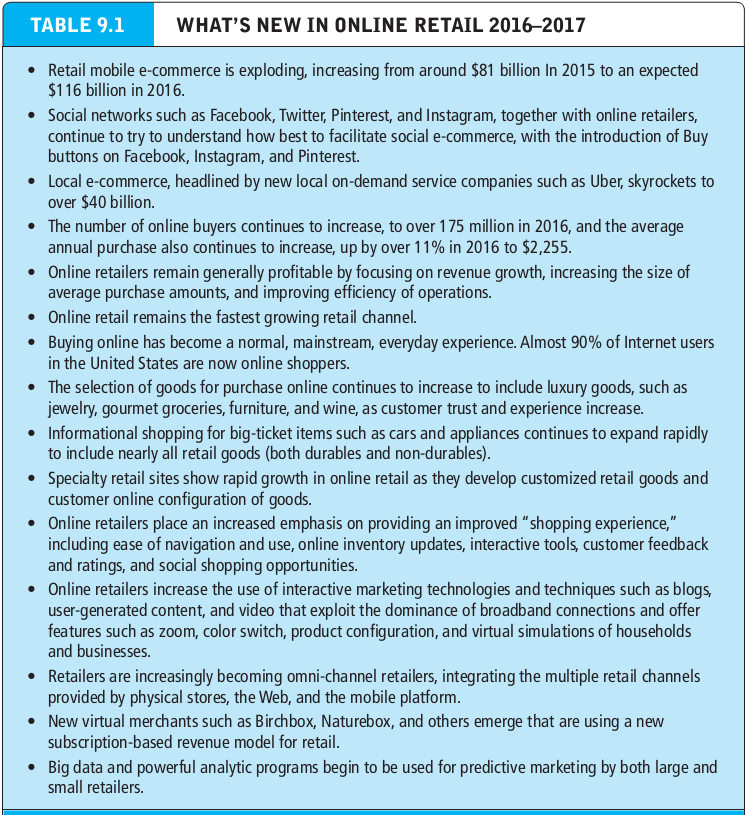 TABLE 9.1 WHAT’S NEW IN ONLINE RETAIL 2016–2017
• Retail mobile e-commerce is exploding, increasing from around $81 billion In 2015 to an expected
$116 billion in 2016.
• Social networks such as Facebook, Twitter, Pinterest, and Instagram, together with online retailers,
continue to try to understand how best to facilitate social e-commerce, with the introduction of Buy
buttons on Facebook, Instagram, and Pinterest.
• Local e-commerce, headlined by new local on-demand service companies such as Uber, skyrockets to
over $40 billion.
• The number of online buyers continues to increase, to over 175 million in 2016, and the average
annual purchase also continues to increase, up by over 11% in 2016 to $2,255.
• Online retailers remain generally profitable by focusing on revenue growth, increasing the size of
average purchase amounts, and improving efficiency of operations.
• Online retail remains the fastest growing retail channel.
• Buying online has become a normal, mainstream, everyday experience. Almost 90% of Internet users
in the United States are now online shoppers.
• The selection of goods for purchase online continues to increase to include luxury goods, such as
jewelry, gourmet groceries, furniture, and wine, as customer trust and experience increase.
• Informational shopping for big-ticket items such as cars and appliances continues to expand rapidly
to include nearly all retail goods (both durables and non-durables).
• Specialty retail sites show rapid growth in online retail as they develop customized retail goods and
customer online configuration of goods.
• Online retailers place an increased emphasis on providing an improved “shopping experience,”
including ease of navigation and use, online inventory updates, interactive tools, customer feedback
and ratings, and social shopping opportunities.
• Online retailers increase the use of interactive marketing technologies and techniques such as blogs,
user-generated content, and video that exploit the dominance of broadband connections and offer
features such as zoom, color switch, product configuration, and virtual simulations of households
and businesses.
• Retailers are increasingly becoming omni-channel retailers, integrating the multiple retail channels
provided by physical stores, the Web, and the mobile platform.
• New virtual merchants such as Birchbox, Naturebox, and others emerge that are using a new
subscription-based revenue model for retail.
• Big data and powerful analytic programs begin to be used for predictive marketing by both large and
small retailers.